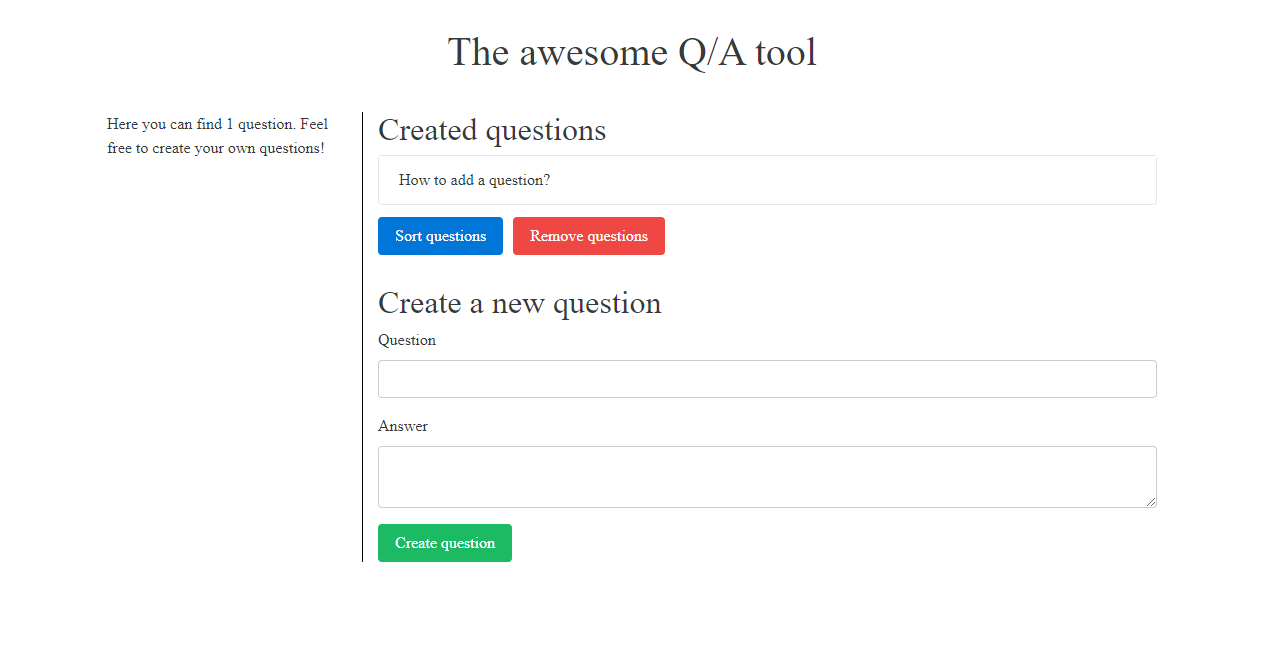 The awesome Q/A tool
Here you can find 1 question. Feel
free to create your own questions!
Created questions
How to add a question?
Sort questions
Remove questions
Create a new question
Question
Answer
Create question